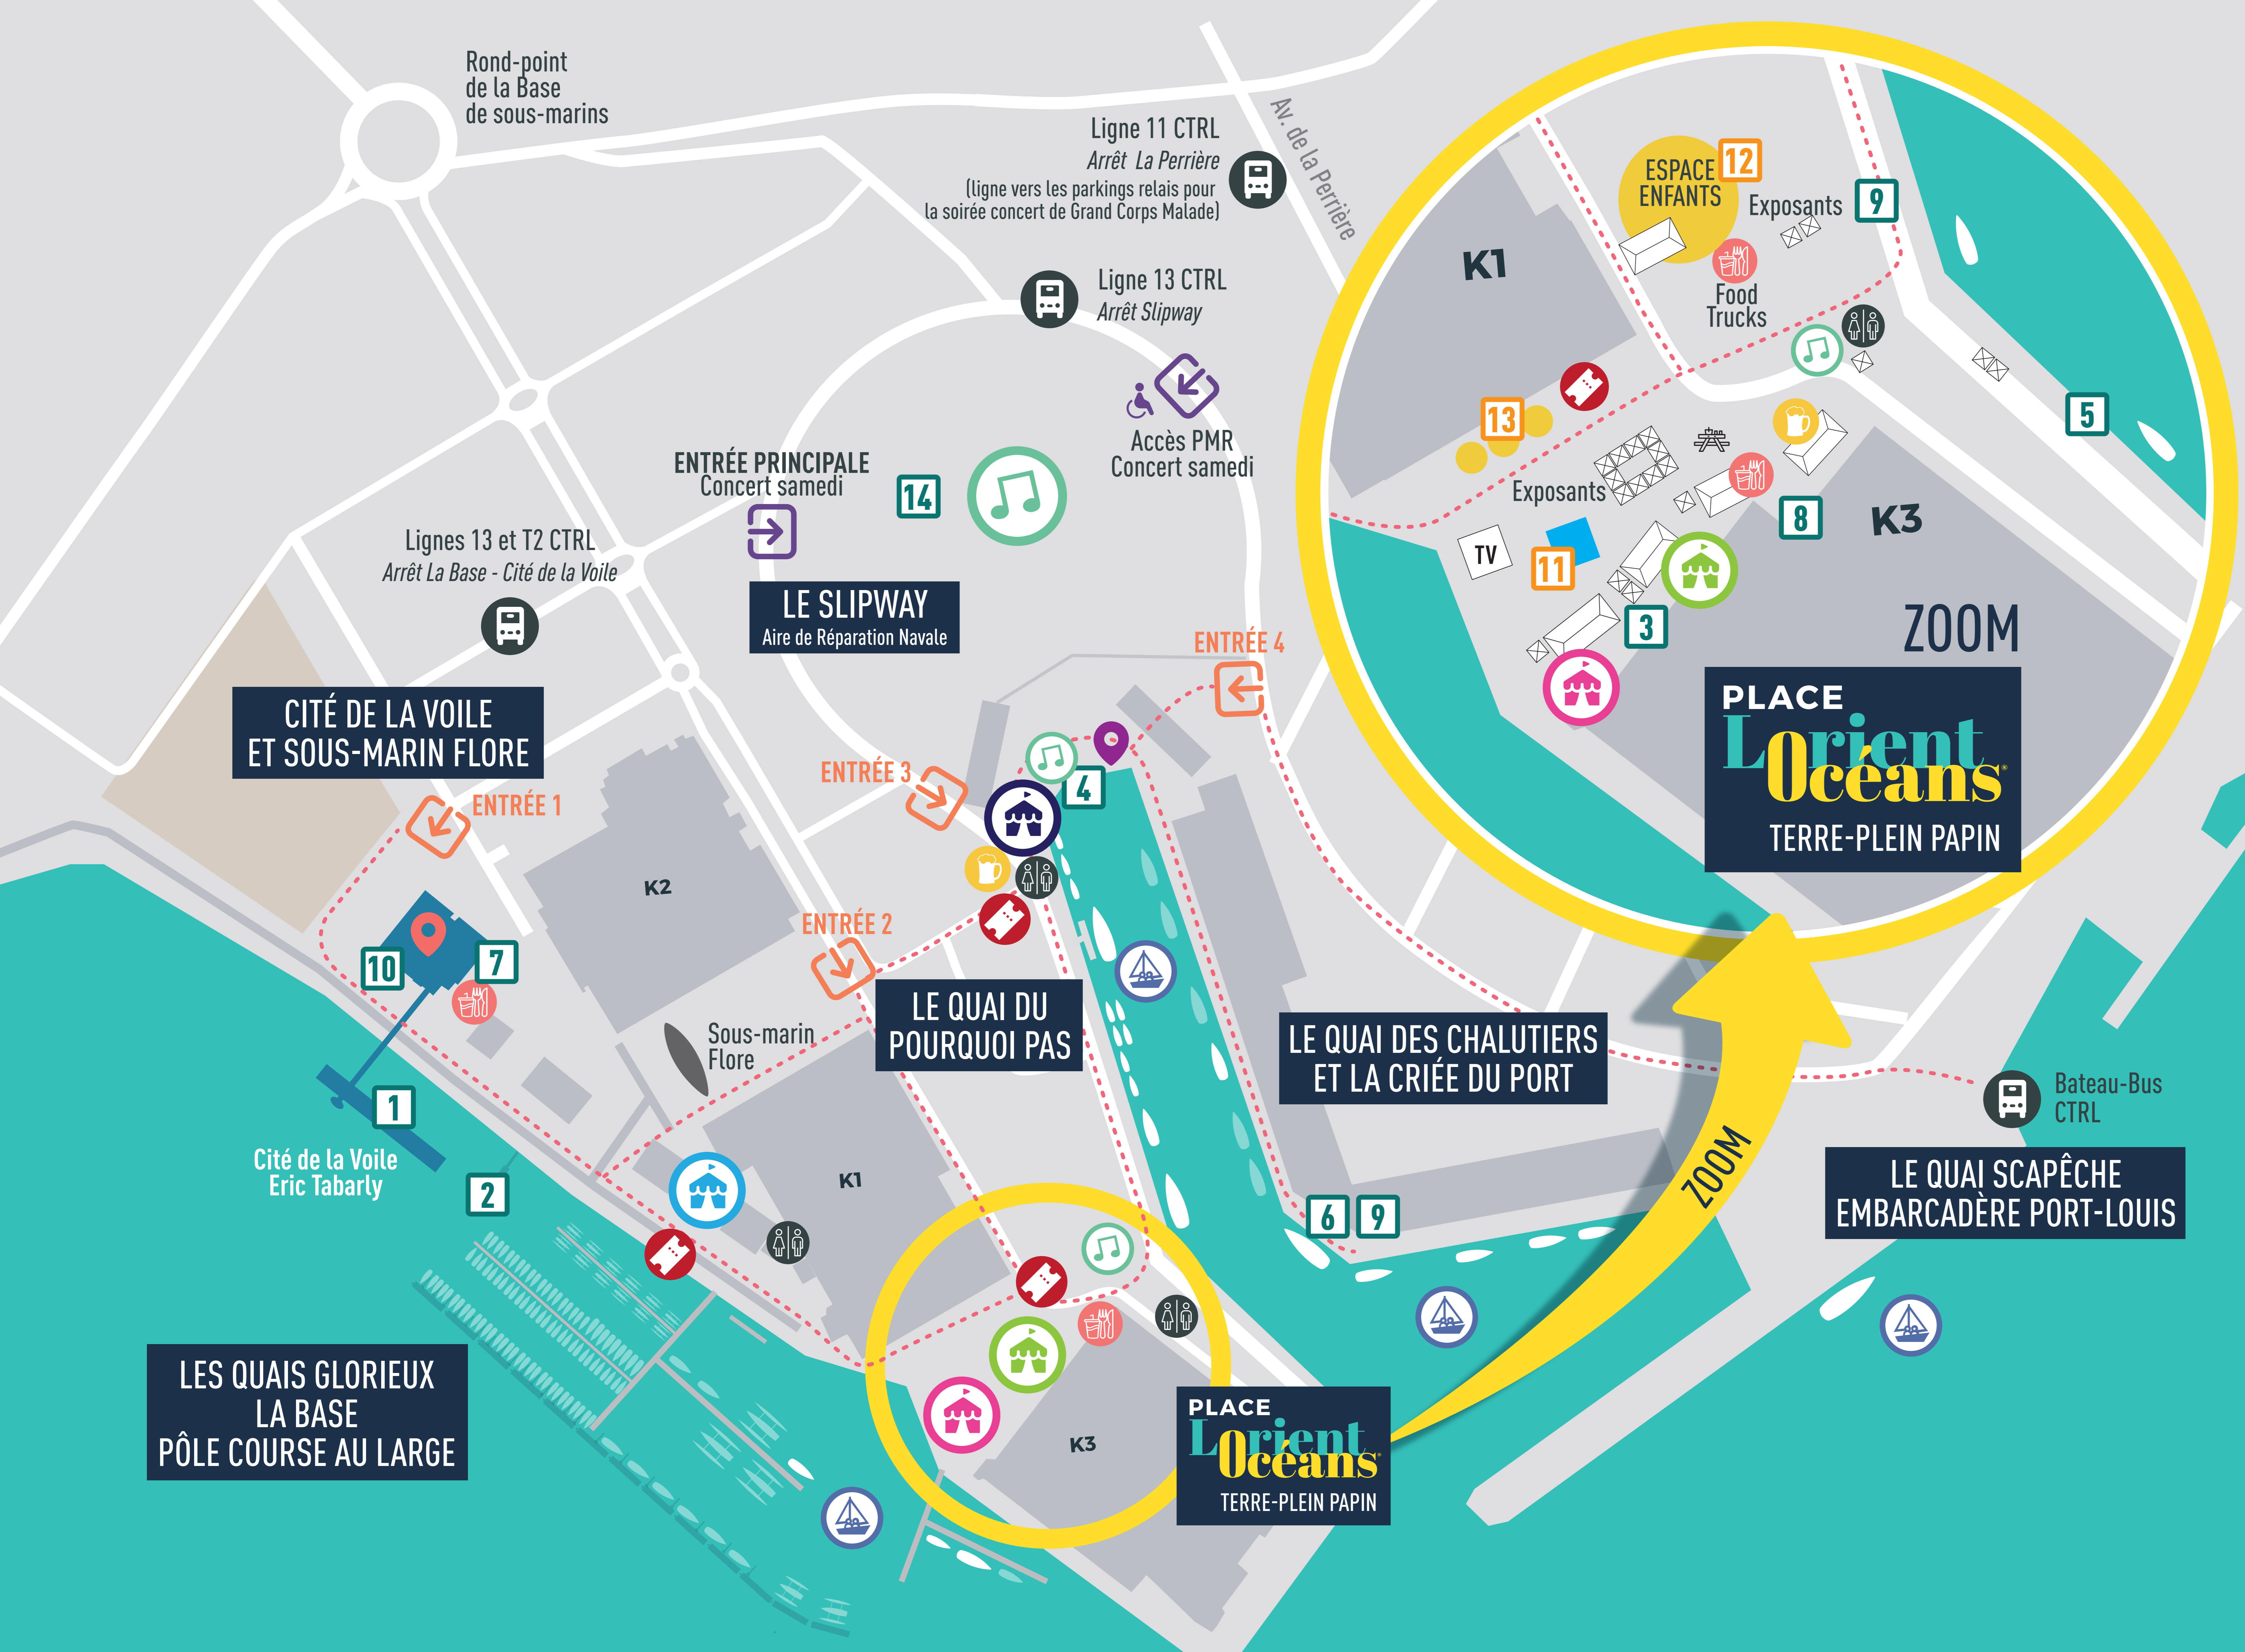 Rond-point
de la Base
de sous-marins
Ligne 11 CTRL
Arrêt La Perrière
(ligne vers les parkings relais pour
la soirée concert de Grand Corps Malade)
Av. de la Perrière
Ligne 13 CTRL
Arrêt Slipway
Accès PMR
Concert samedi
ENTRÉE PRINCIPALE
Concert samedi
14
Lignes 13 et T2 CTRL
Arrêt La Base - Cité de la Voile
LE SLIPWAY
Aire de Réparation Navale
ENTRÉE 4
CITÉ DE LA VOILE
ET SOUS-MARIN FLORE
ENTRÉE 1
ENTRÉE 3
4
K2
ENTRÉE 2
10
7
LE QUAI DU
POURQUOI PAS
Sous-marin
Flore
1
Cité de la Voile
Eric Tabarly
2
K1
LE QUAI DES CHALUTIERS
ET LA CRIÉE DU PORT
6
9
Bateau-Bus
CTRL
LE QUAI SCAPÊCHE
EMBARCADÈRE PORT-LOUIS
LES QUAIS GLORIEUX
LA BASE
PÔLE COURSE AU LARGE
K3
PLACE
Lorient
Océans®
TERRE-PLEIN PAPIN
ZOOM
ESPACE
ENFANTS
12
Exposants
9
K1
Food
Trucks
13
5
Exposants
8
K3
TV
11
3
ZOOM
PLACE
Lorient
Océans®
TERRE-PLEIN PAPIN